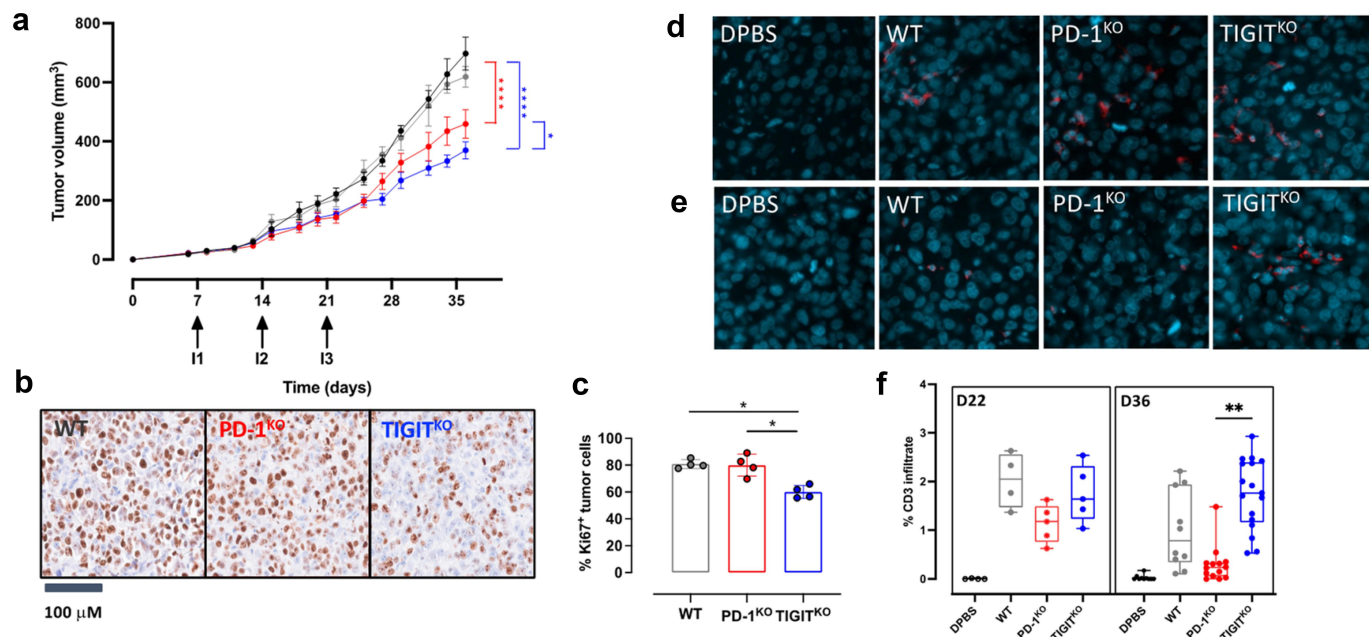 a
800
600
400
200
0
Tumor volume (mm³)
****
****
*
0 7 14 21 28 35
I1 I2 I3
Time (days)
b
WT PD-1ᴷᴼ TIGITᴷᴼ
100 µM
c
* 
*
100
80
60
40
20
0
% Ki67⁺ tumor cells
WT PD-1ᴷᴼ TIGITᴷᴼ
d
DPBS WT PD-1ᴷᴼ TIGITᴷᴼ
e
DPBS WT PD-1ᴷᴼ TIGITᴷᴼ
f
4
3
2
1
0
% CD3 infiltrate
D22 D36
**
DPBS WT PD-1ᴷᴼ TIGITᴷᴼ DPBS WT PD-1ᴷᴼ TIGITᴷᴼ